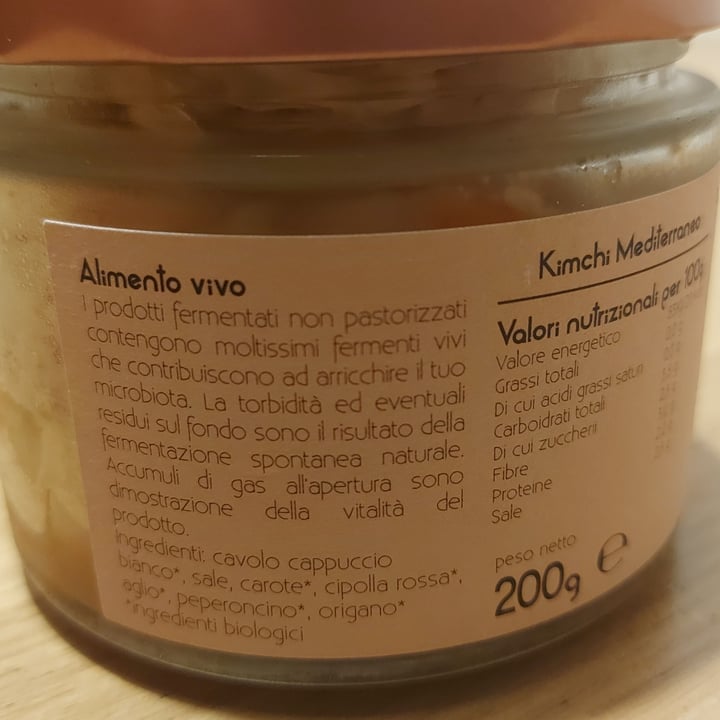 Alimento vivo
I prodotti fermentati non pastorizzati
contengono moltissimi fermenti vivi
che contribuiscono ad arricchire il tuo
microbiota. La torbidità ed eventuali
residui sul fondo sono il risultato della
fermentazione spontanea naturale.
Accumuli di gas all'apertura sono
dimostrazione della vitalità del
prodotto.
Ingredienti: cavolo cappuccio
bianco*, sale, carote*, cipolla rossa*,
aglio*, peperoncino*, origano*
*ingredienti biologici
Kimchi Mediterraneo
Valori nutrizionali per 100g
Valore energetico
Grassi totali
Di cui acidi grassi saturi
Carboidrati totali
Di cui zuccheri
Fibre
Proteine
Sale
peso netto
200g e